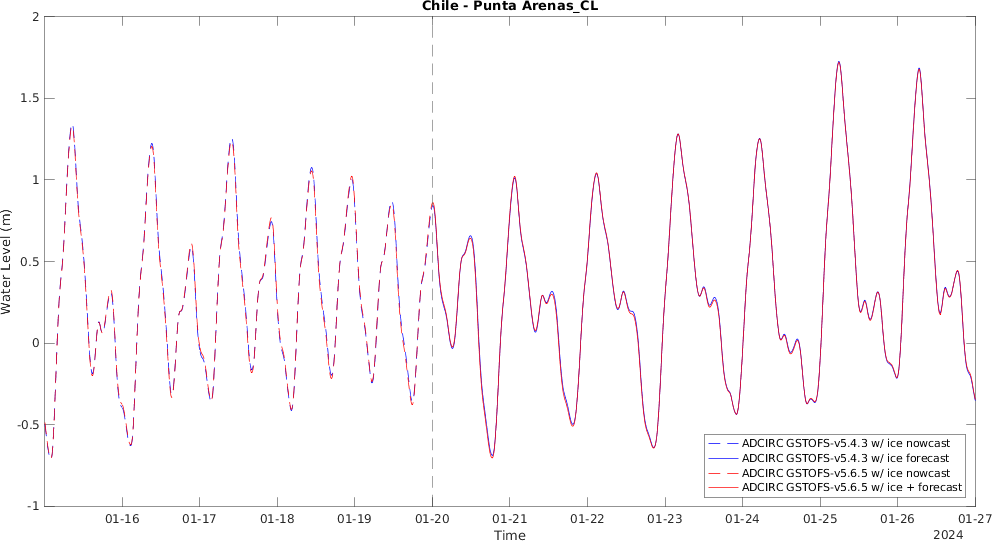 Chile - Punta Arenas_CL
2
1.5
1
0.5
0
-0.5
-1
Water Level (m)
ADCIRC GSTOFS-v5.4.3 w/ ice nowcast
ADCIRC GSTOFS-v5.4.3 w/ ice forecast
ADCIRC GSTOFS-v5.6.5 w/ ice nowcast
ADCIRC GSTOFS-v5.6.5 w/ ice + forecast
01-16 01-17 01-18 01-19 01-20 01-21 01-22 01-23 01-24 01-25 01-26 01-27
Time
2024